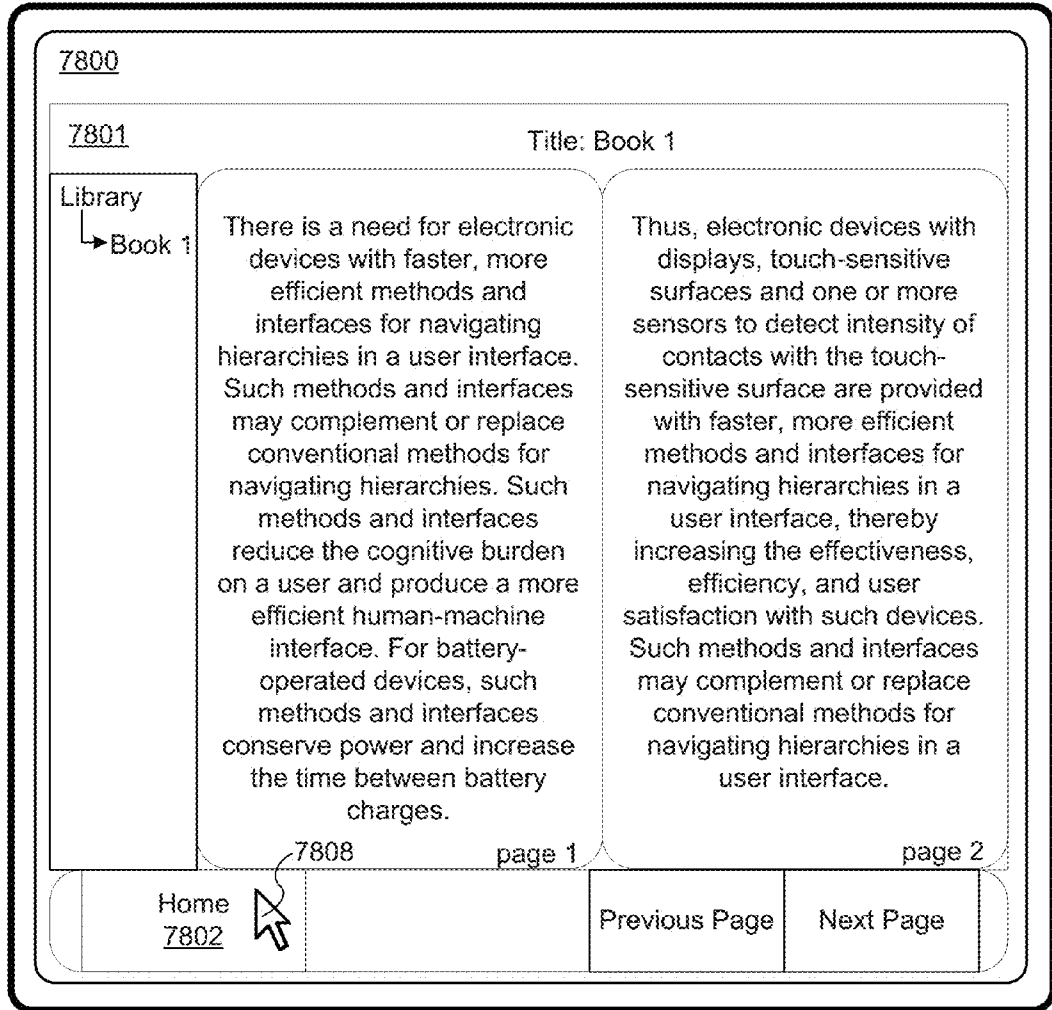 7800
7801
Title: Book 1
Library
Book 1
There is a need for electronic
devices with faster, more
efficient methods and
interfaces for navigating
hierarchies in a user interface.
Such methods and interfaces
may complement or replace
conventional methods for
navigating hierarchies. Such
methods and interfaces
reduce the cognitive burden
on a user and produce a more
efficient human-machine
interface. For battery-
operated devices, such
methods and interfaces
conserve power and increase
the time between battery
charges.
page 1
Thus, electronic devices with
displays, touch-sensitive
surfaces and one or more
sensors to detect intensity of
contacts with the touch-
sensitive surface are provided
with faster, more efficient
methods and interfaces for
navigating hierarchies in a
user interface, thereby
increasing the effectiveness,
efficiency, and user
satisfaction with such devices.
Such methods and interfaces
may complement or replace
conventional methods for
navigating hierarchies in a
user interface.
page 2
7808
Home
7802
Previous Page
Next Page